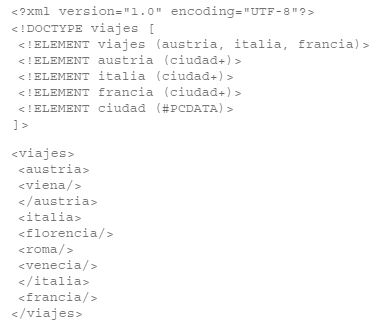 <?xml version="1.0" encoding="UTF-8"?>
<!DOCTYPE viajes [
<!ELEMENT viajes (austria, italia, francia)>
<!ELEMENT austria (ciudad+)>
<!ELEMENT italia (ciudad+)>
<!ELEMENT francia (ciudad+)>
<!ELEMENT ciudad (#PCDATA)>
]>
<viajes>
<austria>
<viena/>
</austria>
<italia>
<florencia/>
<roma/>
<venecia/>
</italia>
<francia/>
</viajes>